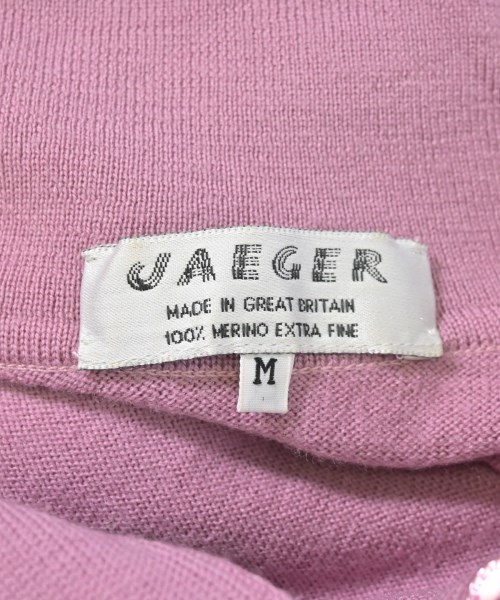 JAEGER
MADE IN GREAT BRITAIN
100% MERINO EXTRA FINE
M